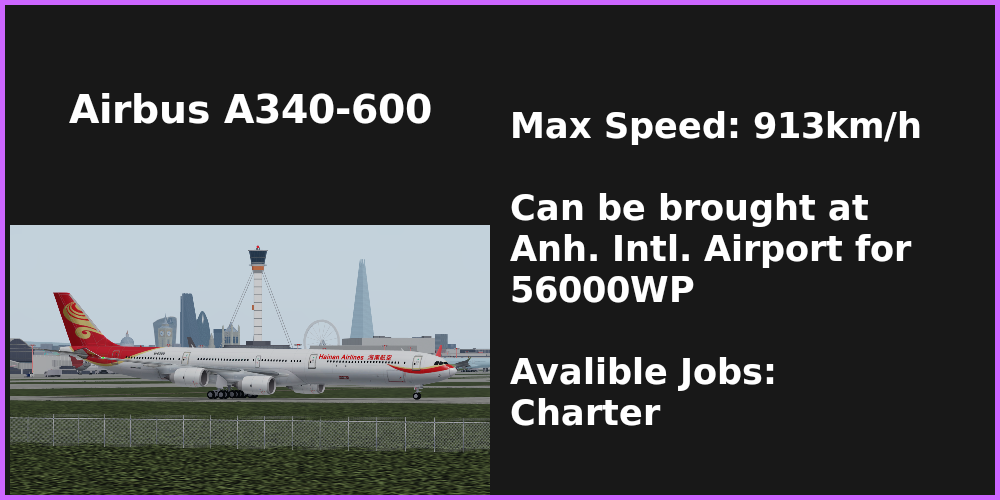 Airbus A340-600
Max Speed: 913km/h
Can be brought at
Anh. Intl. Airport for
56000WP
Avalible Jobs:
Charter
Hainan Airlines 海南航空